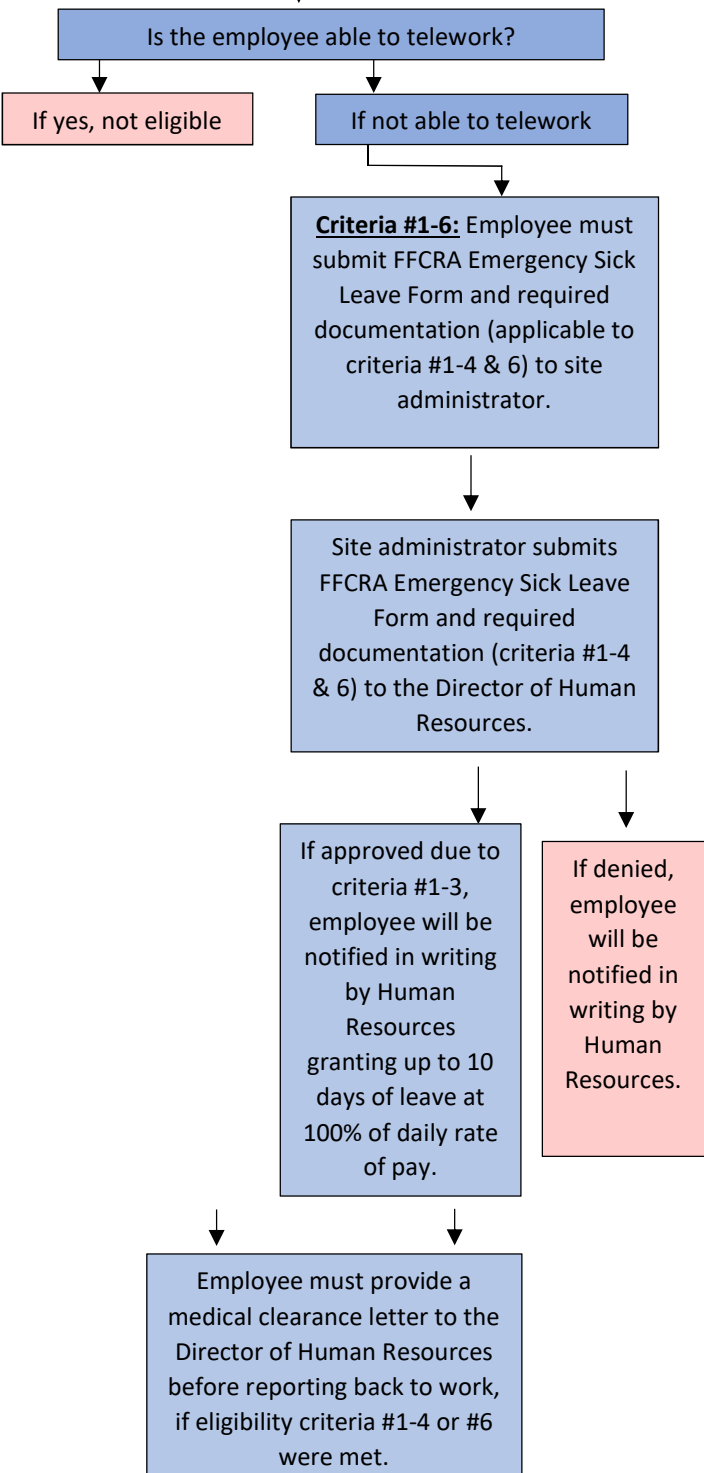 Is the employee able to telework?
If yes, not eligible
If not able to telework
Criteria #1-6: Employee must
submit FFCRA Emergency Sick
Leave Form and required
documentation (applicable to
criteria #1-4 & 6) to site
administrator.
Site administrator submits
FFCRA Emergency Sick Leave
Form and required
documentation (criteria #1-4
& 6) to the Director of Human
Resources.
If approved due to
criteria #1-3,
employee will be
notified in writing
by Human
Resources
granting up to 10
days of leave at
100% of daily rate
of pay.
If denied,
employee
will be
notified in
writing by
Human
Resources.
Employee must provide a
medical clearance letter to the
Director of Human Resources
before reporting back to work,
if eligibility criteria #1-4 or #6
were met.